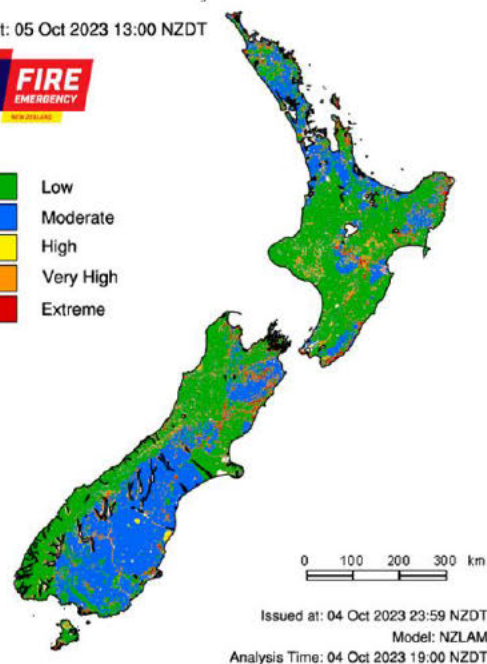 t: 05 Oct 2023 13:00 NZDT
FIRE
EMERGENCY
NEW ZEALAND
Low
Moderate
High
Very High
Extreme
0 100 200 300 km
Issued at: 04 Oct 2023 23:59 NZDT
Model: NZLAM
Analysis Time: 04 Oct 2023 19:00 NZDT